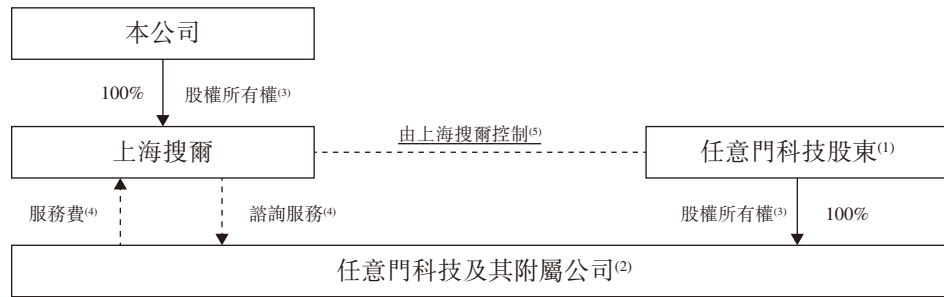 本公司
100% 股權所有權(3)
上海搜爾
由上海搜爾控制(5)
任意門科技股東(1)
服務費(4)
諮詢服務(4)
股權所有權(3) 100%
任意門科技及其附屬公司(2)